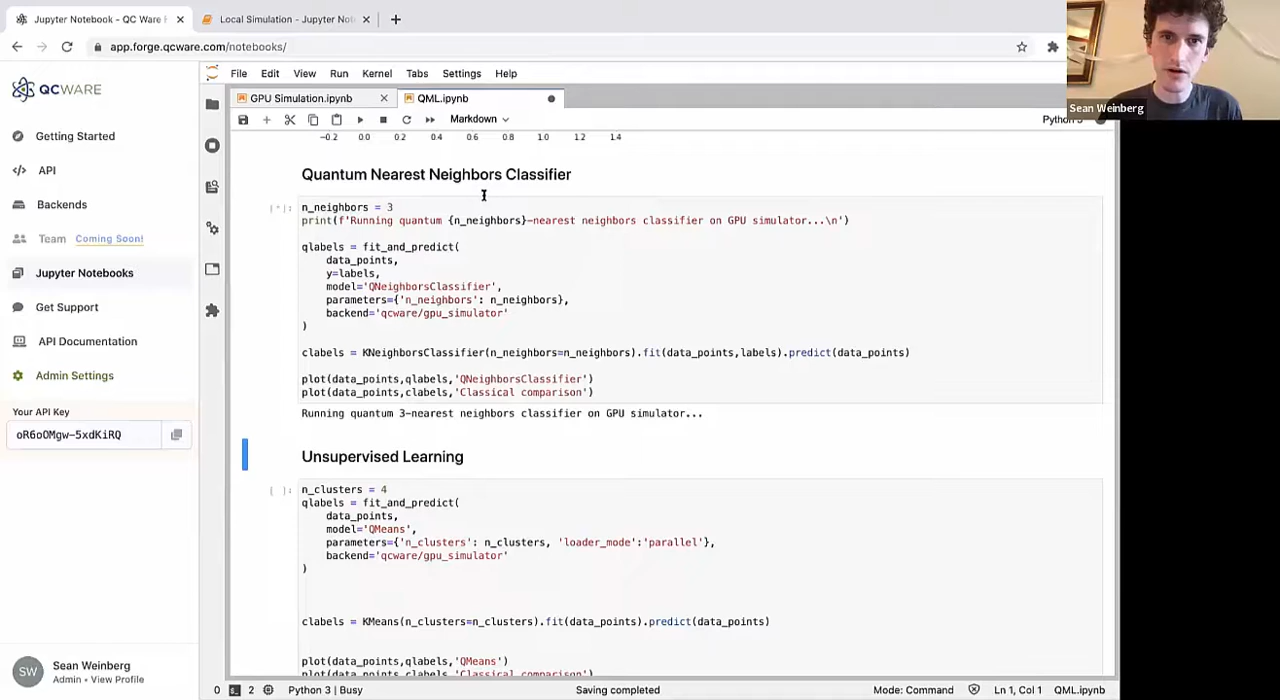 Jupyter Notebook - QC Ware
Local Simulation - Jupyter Not
app.forge.qcware.com/notebooks/
Sean Weinberg
QCWARE
Getting Started
API
Backends
Team Coming Soon!
Jupyter Notebooks
Get Support
API Documentation
Admin Settings
Your API Key
oR6oOMgw-5xdKiRQ
SW
Sean Weinberg
Admin • View Profile
File Edit View Run Kernel Tabs Settings Help
GPU Simulation.ipynb
QML.ipynb
Markdown
Python
−0.2 0.0 0.2 0.4 0.6 0.8 1.0 1.2 1.4
Quantum Nearest Neighbors Classifier
[*]:
n_neighbors = 3
print(f'Running quantum {n_neighbors}-nearest neighbors classifier on GPU simulator...\n')
qlabels = fit_and_predict(
data_points,
y=labels,
model='QNeighborsClassifier',
parameters={'n_neighbors': n_neighbors},
backend='qcware/gpu_simulator'
)
clabels = KNeighborsClassifier(n_neighbors=n_neighbors).fit(data_points,labels).predict(data_points)
plot(data_points,qlabels,'QNeighborsClassifier')
plot(data_points,clabels,'Classical comparison')
Running quantum 3-nearest neighbors classifier on GPU simulator...
Unsupervised Learning
[ ]:
n_clusters = 4
qlabels = fit_and_predict(
data_points,
model='QMeans',
parameters={'n_clusters': n_clusters, 'loader_mode':'parallel'},
backend='qcware/gpu_simulator'
)
clabels = KMeans(n_clusters=n_clusters).fit(data_points).predict(data_points)
plot(data_points,qlabels,'QMeans')
plot(data_points,clabels,'Classical comparison')
0 2 Python 3 | Busy Saving completed Mode: Command Ln 1, Col 1 QML.ipynb